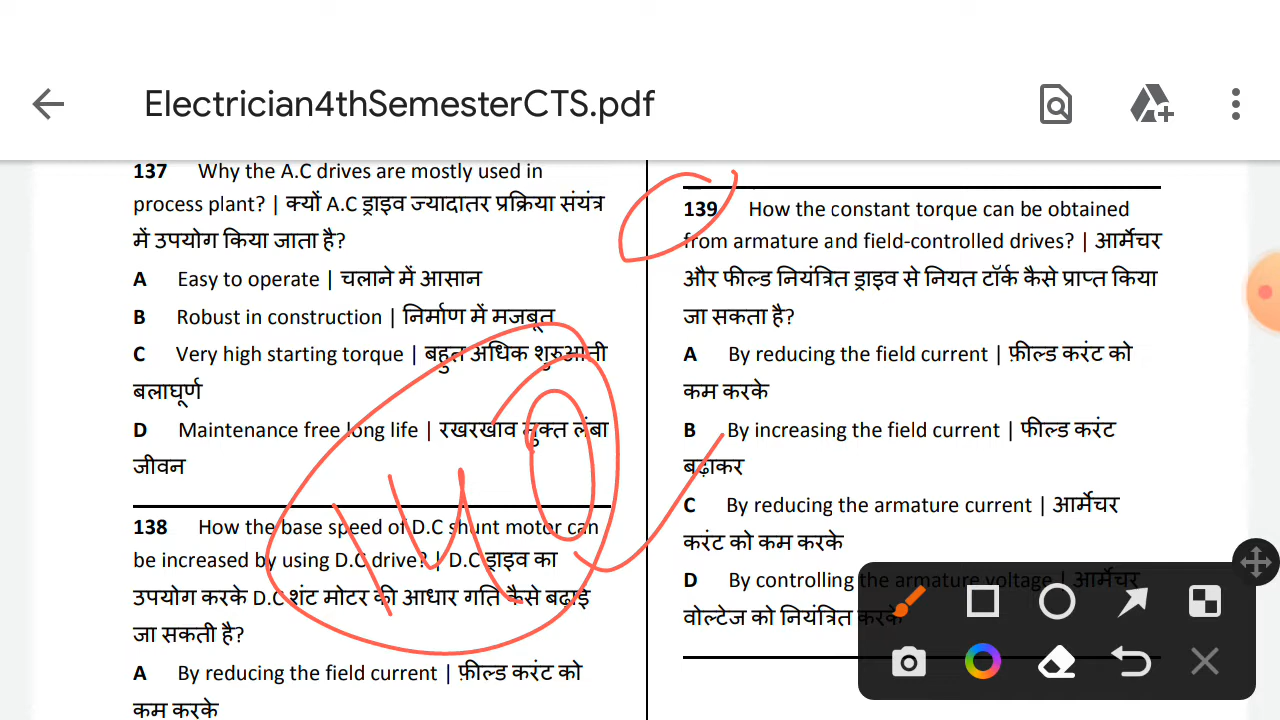 Electrician4thSemesterCTS.pdf
137 Why the A.C drives are mostly used in
process plant? | क्यों A.C ड्राइव ज्यादातर प्रक्रिया संयंत्र
में उपयोग किया जाता है?
A Easy to operate | चलाने में आसान
B Robust in construction | निर्माण में मजबूत
C Very high starting torque | बहुत अधिक शुरुआती
बलाघूर्ण
D Maintenance free long life | रखरखाव मुक्त लंबा
जीवन
138 How the base speed of D.C shunt motor can
be increased by using D.C drive? | D.C ड्राइव का
उपयोग करके D.C शंट मोटर की आधार गति कैसे बढ़ाई
जा सकती है?
A By reducing the field current | फ़ील्ड करंट को
कम करके
139 How the constant torque can be obtained
from armature and field-controlled drives? | आर्मेचर
और फील्ड नियंत्रित ड्राइव से नियत टॉर्क कैसे प्राप्त किया
जा सकता है?
A By reducing the field current | फ़ील्ड करंट को
कम करके
B By increasing the field current | फील्ड करंट
बढ़ाकर
C By reducing the armature current | आर्मेचर
करंट को कम करके
D By controlling the armature voltage | आर्मेचर
वोल्टेज को नियंत्रित करके